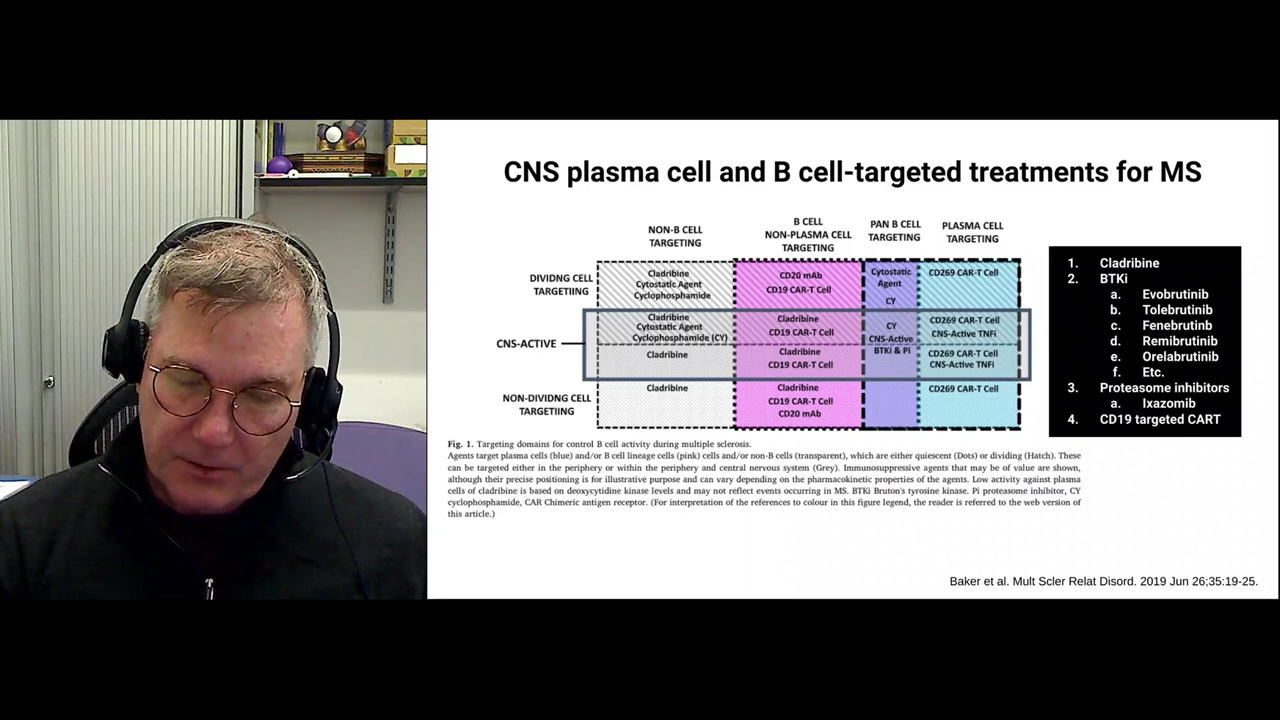 CNS plasma cell and B cell-targeted treatments for MS
NON-B CELL
TARGETING
B CELL
NON-PLASMA CELL
TARGETING
PAN B CELL
TARGETING
PLASMA CELL
TARGETING
DIVIDNG CELL
TARGETIING
Cladribine
Cytostatic Agent
Cyclophosphamide
CD20 mAb
CD19 CAR-T Cell
Cytostatic
Agent
CY
CD269 CAR-T Cell
CNS-ACTIVE
Cladribine
Cytostatic Agent
Cyclophosphamide (CY)
Cladribine
Cladribine
CD19 CAR-T Cell
Cladribine
CD19 CAR-T Cell
CY
CNS-Active
BTKi & Pi
CD269 CAR-T Cell
CNS-Active TNFi
CD269 CAR-T Cell
CNS-Active TNFi
NON-DIVIDNG CELL
TARGETIING
Cladribine
Cladribine
CD19 CAR-T Cell
CD20 mAb
CD269 CAR-T Cell
1. Cladribine
2. BTKi
a. Evobrutinib
b. Tolebrutinib
c. Fenebrutinb
d. Remibrutinib
e. Orelabrutinib
f. Etc.
3. Proteasome inhibitors
a. Ixazomib
4. CD19 targeted CART
Fig. 1. Targeting domains for control B cell activity during multiple sclerosis.
Agents target plasma cells (blue) and/or B cell lineage cells (pink) cells and/or non-B cells (transparent), which are either quiescent (Dots) or dividing (Hatch). These
can be targeted either in the periphery or within the periphery and central nervous system (Grey). Immunosuppressive agents that may be of value are shown,
although their precise positioning is for illustrative purpose and can vary depending on the pharmacokinetic properties of the agents. Low activity against plasma
cells of cladribine is based on deoxycytidine kinase levels and may not reflect events occurring in MS. BTKi Bruton's tyrosine kinase. Pi proteasome inhibitor, CY
cyclophosphamide, CAR Chimeric antigen receptor. (For interpretation of the references to colour in this figure legend, the reader is referred to the web version of
this article.)
Baker et al. Mult Scler Relat Disord. 2019 Jun 26;35:19-25.